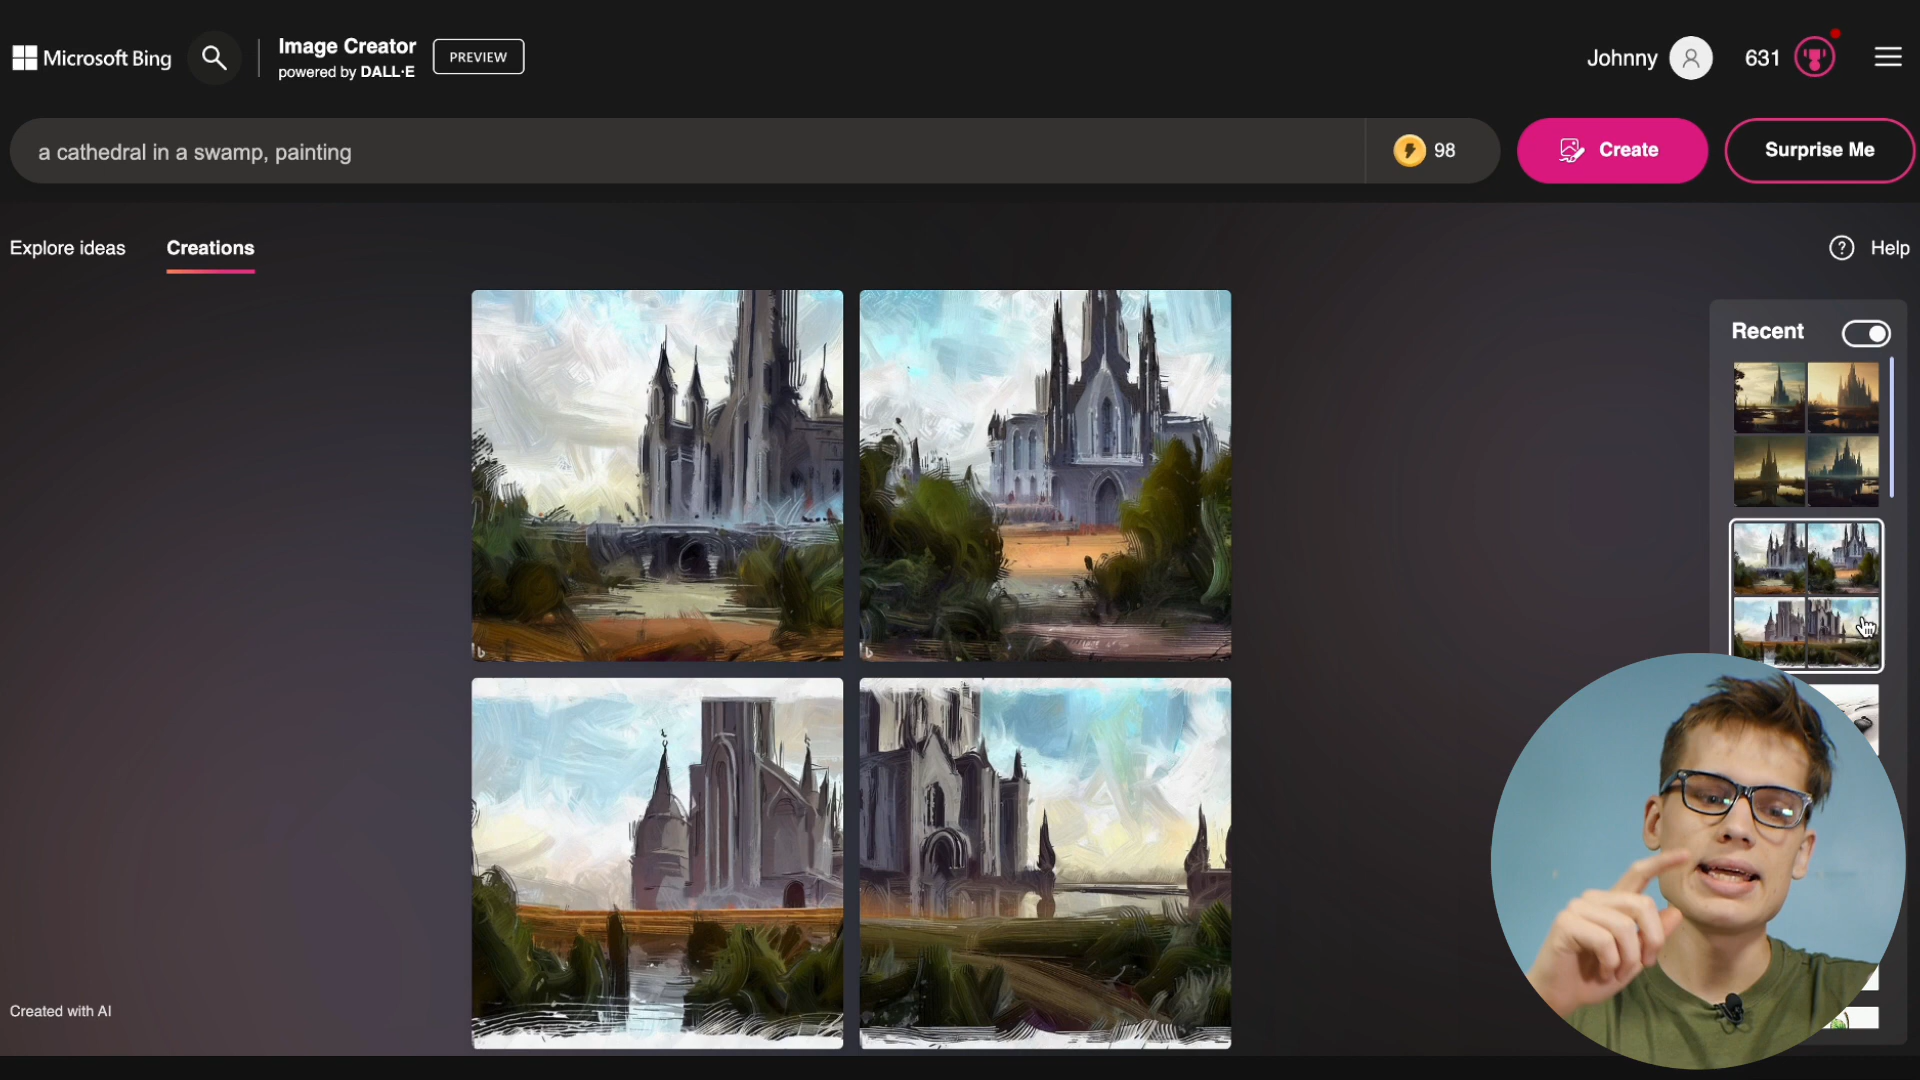 Microsoft Bing
Image Creator
powered by DALL·E
PREVIEW
Johnny
631
a cathedral in a swamp, painting
98
Create
Surprise Me
Explore ideas
Creations
Help
Recent
b
b
Created with AI